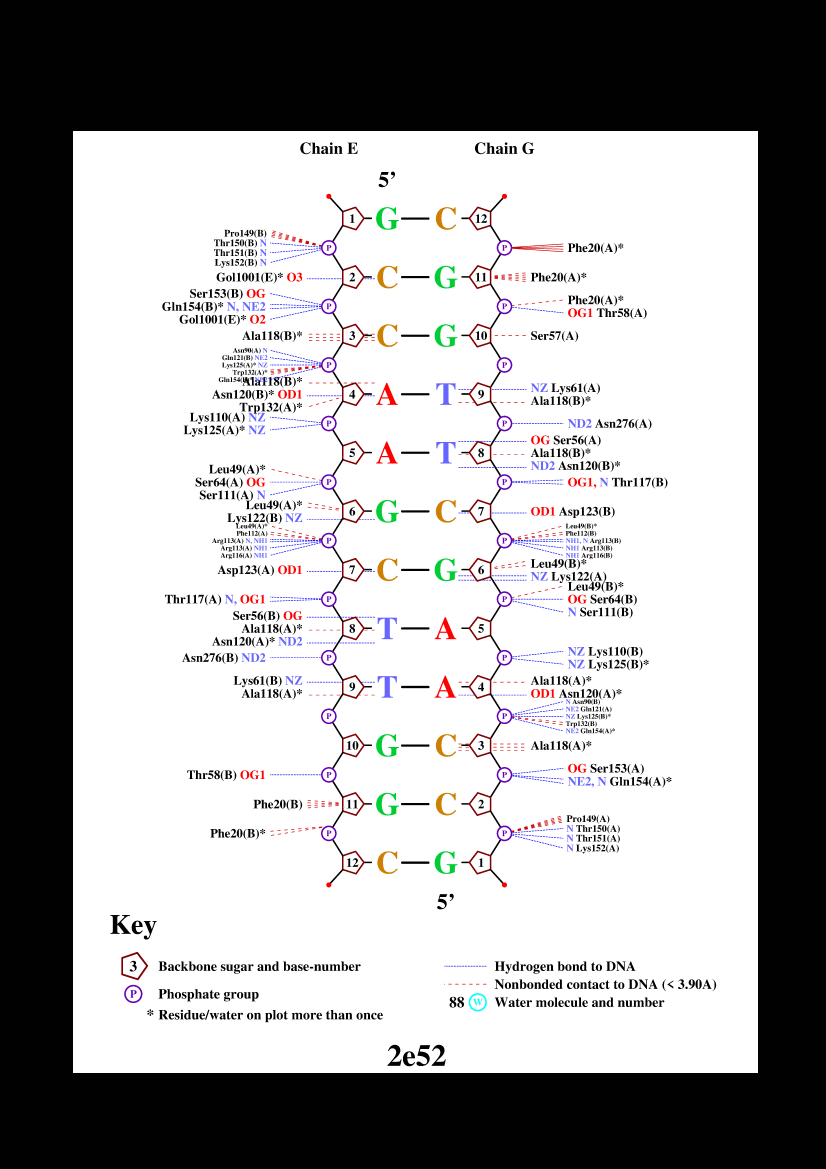 Chain E Chain G
5’
1 G C 12
Pro149(B)
Thr150(B) N
Thr151(B) N
Lys152(B) N
P P Phe20(A)*
Gol1001(E)* O3 2 C G 11 Phe20(A)*
Ser153(B) OG
Gln154(B)* N, NE2
Gol1001(E)* O2
P P Phe20(A)*
OG1 Thr58(A)
Ala118(B)* 3 C G 10 Ser57(A)
Asn90(A) N
Gln121(B) NE2
Lys125(A)* NZ
Trp132(A)*
P P
Ala118(B)*
Asn120(B)* OD1
Trp132(A)*
4 A T 9 NZ Lys61(A)
Ala118(B)*
Lys110(A) NZ
Lys125(A)* NZ
P P ND2 Asn276(A)
5 A T 8 OG Ser56(A)
Ala118(B)*
ND2 Asn120(B)*
Leu49(A)*
Ser64(A) OG
Ser111(A) N
P P OG1, N Thr117(B)
Leu49(A)*
Lys122(B) NZ
6 G C 7 OD1 Asp123(B)
Leu49(A)*
Phe112(A)
Arg113(A) N, NH1
Arg113(A) NH1
Arg116(A) NH1
P P Leu49(B)*
Phe112(B)
NH1, N Arg113(B)
NH1 Arg113(B)
NH1 Arg116(B)
Asp123(A) OD1 7 C G 6 Leu49(B)*
NZ Lys122(A)
Thr117(A) N, OG1 P P Leu49(B)*
OG Ser64(B)
N Ser111(B)
Ser56(B) OG
Ala118(A)*
Asn120(A)* ND2
8 T A 5
Asn276(B) ND2 P P NZ Lys110(B)
NZ Lys125(B)*
Lys61(B) NZ
Ala118(A)*
9 T A 4 Ala118(A)*
OD1 Asn120(A)*
P P N Asn90(B)
NE2 Gln121(A)
NZ Lys125(B)*
Trp132(B)
NE2 Gln154(A)*
10 G C 3 Ala118(A)*
Thr58(B) OG1 P P OG Ser153(A)
NE2, N Gln154(A)*
Phe20(B) 11 G C 2
Phe20(B)* P P Pro149(A)
N Thr150(A)
N Thr151(A)
N Lys152(A)
12 C G 1
5’
Key
3 Backbone sugar and base-number
P Phosphate group
* Residue/water on plot more than once
Hydrogen bond to DNA
Nonbonded contact to DNA (< 3.90A)
88 W Water molecule and number
2e52